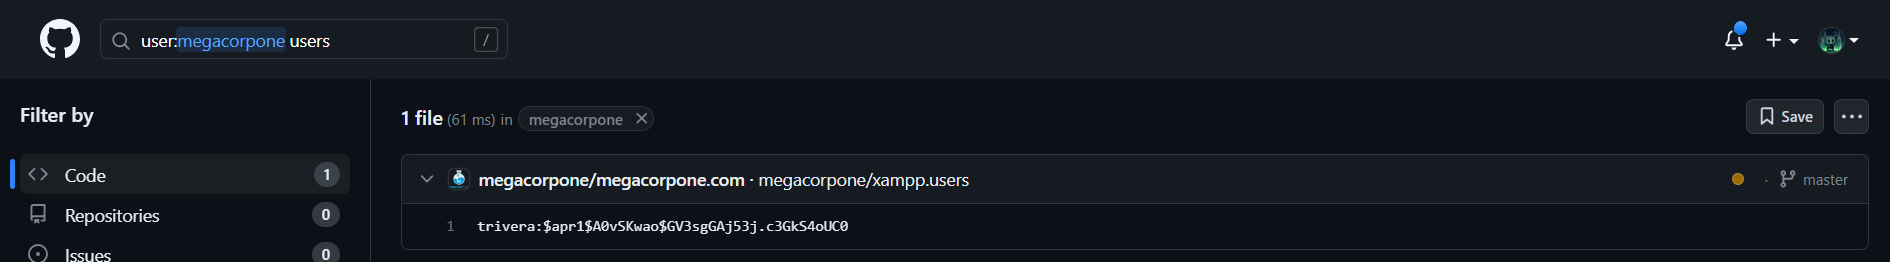 user:megacorpone users
/
Filter by
Code 1
Repositories 0
Issues 0
1 file (61 ms) in megacorpone
Save
megacorpone/megacorpone.com · megacorpone/xampp.users
· master
1 trivera:$apr1$A0vSKwao$GV3sgGAj53j.c3GkS4oUC0